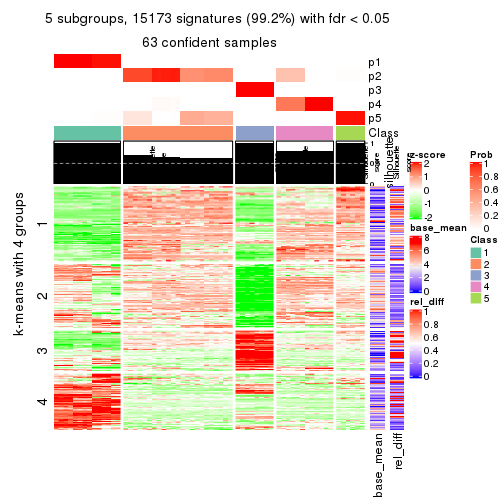 5 subgroups, 15173 signatures (99.2%) with fdr < 0.05
63 confident samples
p1
p2
p3
p4
p5
Class
silhouette
score
k-means with 4 groups
1
2
3
4
base_mean
rel_diff
z-score
2
1
0
-1
-2
base_mean
8
6
4
2
0
rel_diff
1
0.8
0.6
0.4
0.2
0
Prob
1
0.8
0.6
0.4
0.2
0
Class
1
2
3
4
5